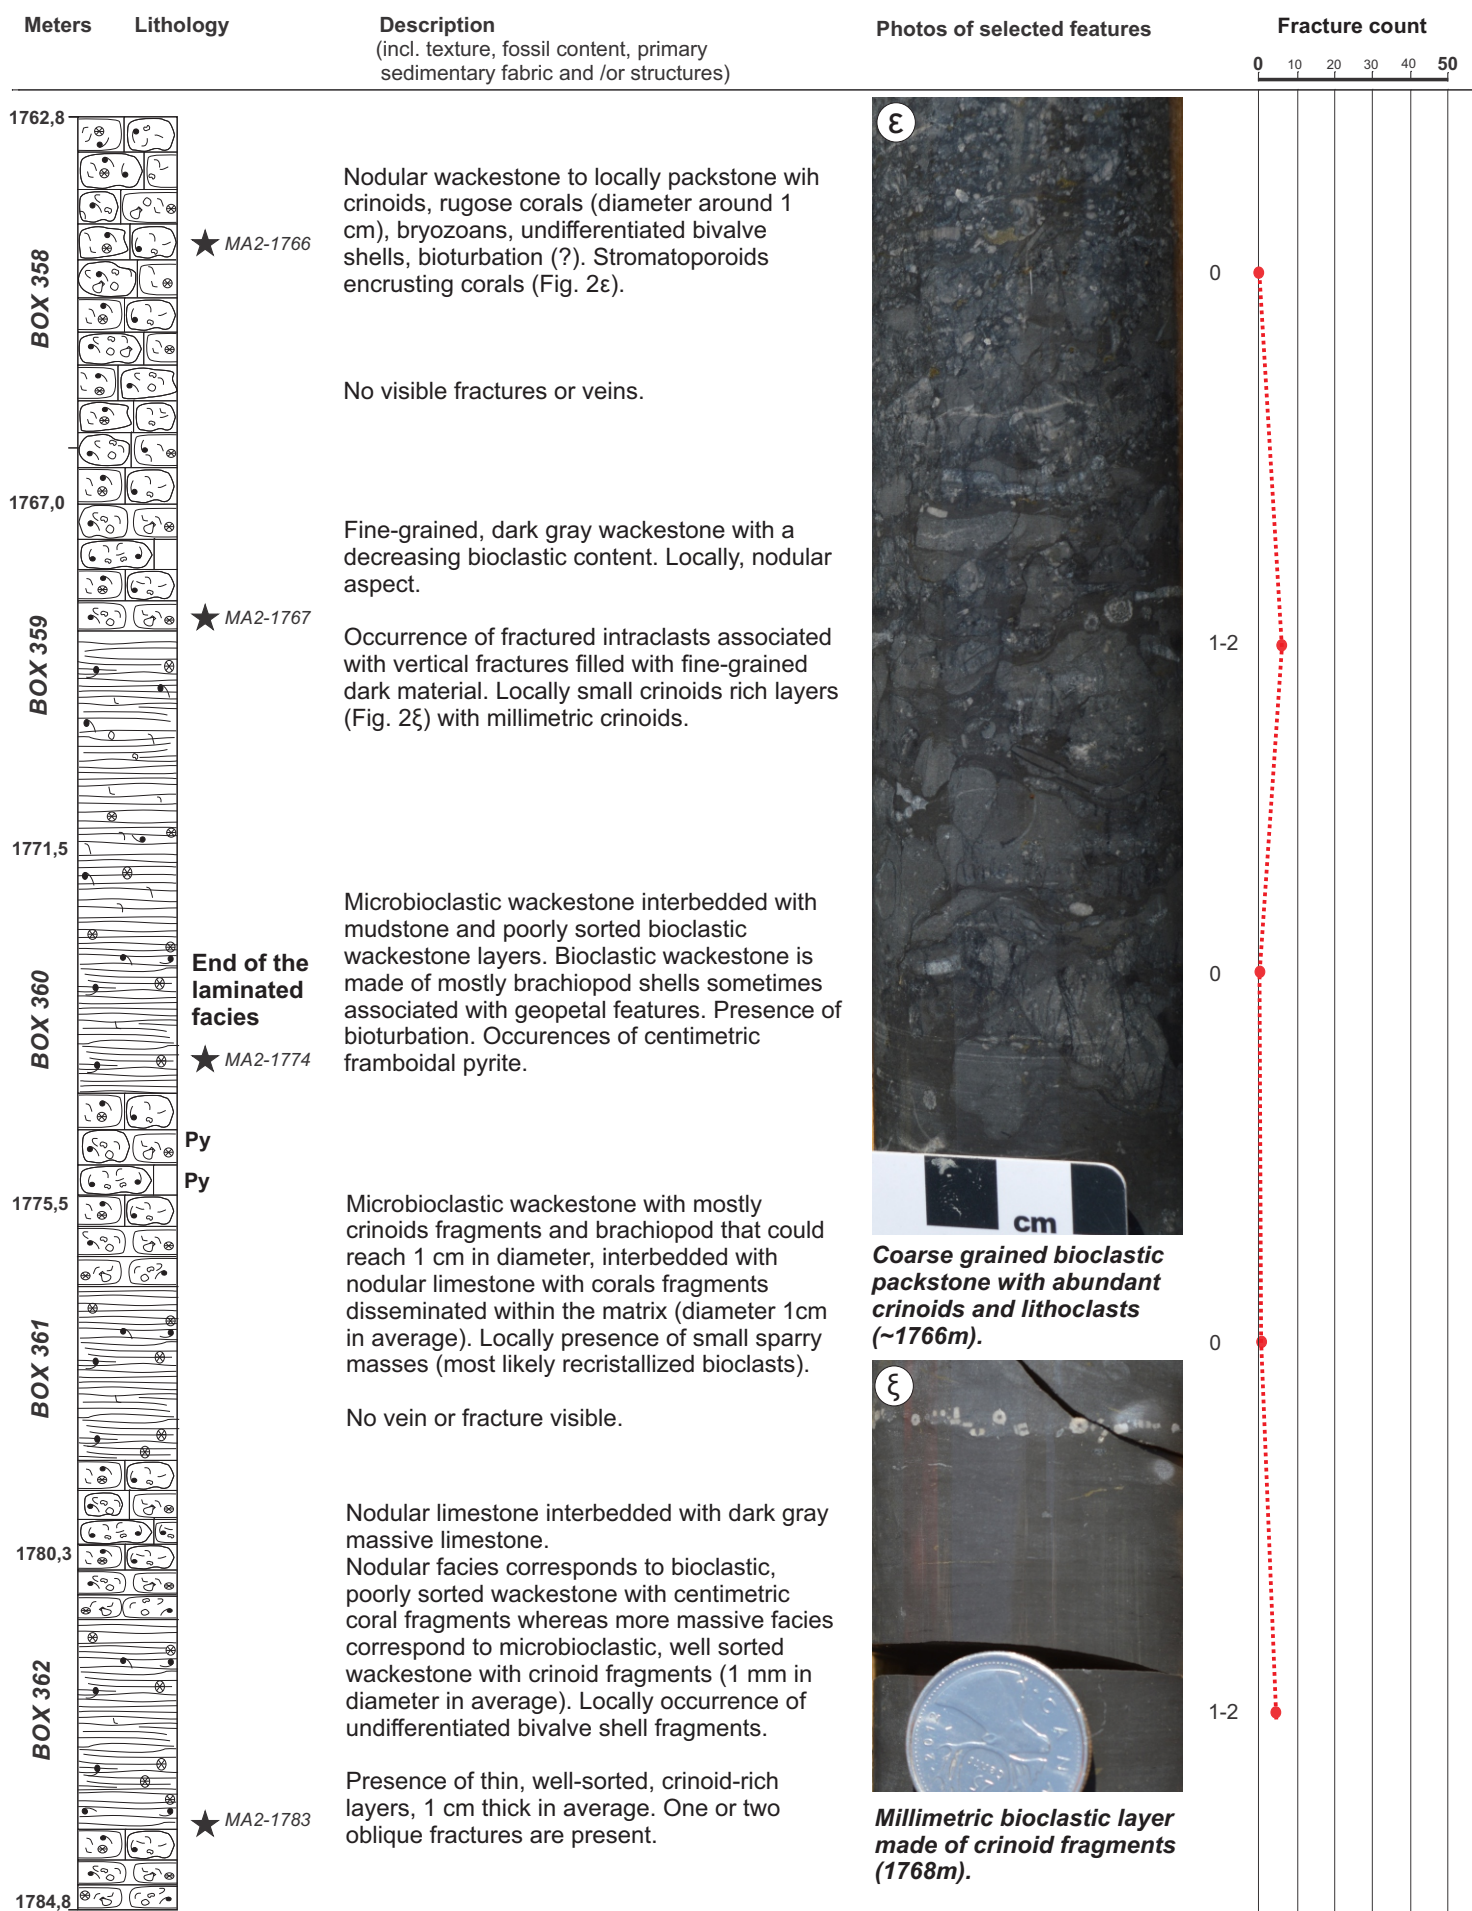 Meters
Lithology
Description
(incl. texture, fossil content, primary
sedimentary fabric and /or structures)
Photos of selected features
Fracture count
0 10 20 30 40 50
1762,8
BOX 358
MA2-1766
Nodular wackestone to locally packstone wih
crinoids, rugose corals (diameter around 1
cm), bryozoans, undifferentiated bivalve
shells, bioturbation (?). Stromatoporoids
encrusting corals (Fig. 2ε).
No visible fractures or veins.
0
1767,0
BOX 359
MA2-1767
Fine-grained, dark gray wackestone with a
decreasing bioclastic content. Locally, nodular
aspect.
Occurrence of fractured intraclasts associated
with vertical fractures filled with fine-grained
dark material. Locally small crinoids rich layers
(Fig. 2ξ) with millimetric crinoids.
1-2
1771,5
BOX 360
End of the
laminated
facies
MA2-1774
Microbioclastic wackestone interbedded with
mudstone and poorly sorted bioclastic
wackestone layers. Bioclastic wackestone is
made of mostly brachiopod shells sometimes
associated with geopetal features. Presence of
bioturbation. Occurences of centimetric
framboidal pyrite.
0
Py
Py
1775,5
BOX 361
Microbioclastic wackestone with mostly
crinoids fragments and brachiopod that could
reach 1 cm in diameter, interbedded with
nodular limestone with corals fragments
disseminated within the matrix (diameter 1cm
in average). Locally presence of small sparry
masses (most likely recristallized bioclasts).
No vein or fracture visible.
0
1780,3
BOX 362
Nodular limestone interbedded with dark gray
massive limestone.
Nodular facies corresponds to bioclastic,
poorly sorted wackestone with centimetric
coral fragments whereas more massive facies
correspond to microbioclastic, well sorted
wackestone with crinoid fragments (1 mm in
diameter in average). Locally occurrence of
undifferentiated bivalve shell fragments.
Presence of thin, well-sorted, crinoid-rich
layers, 1 cm thick in average. One or two
oblique fractures are present.
1-2
MA2-1783
1784,8
ε
cm
Coarse grained bioclastic
packstone with abundant
crinoids and lithoclasts
(~1766m).
ξ
Millimetric bioclastic layer
made of crinoid fragments
(1768m).